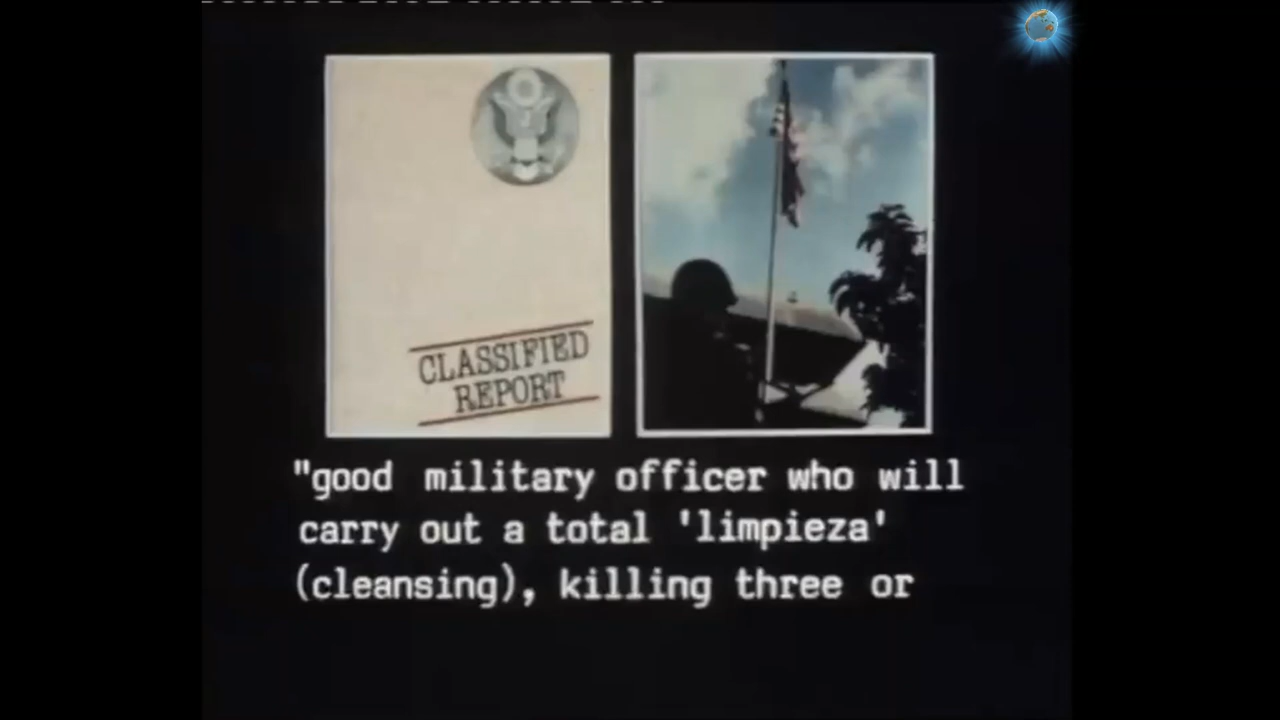 CLASSIFIED
REPORT
"good military officer who will
carry out a total 'limpieza'
(cleansing), killing three or